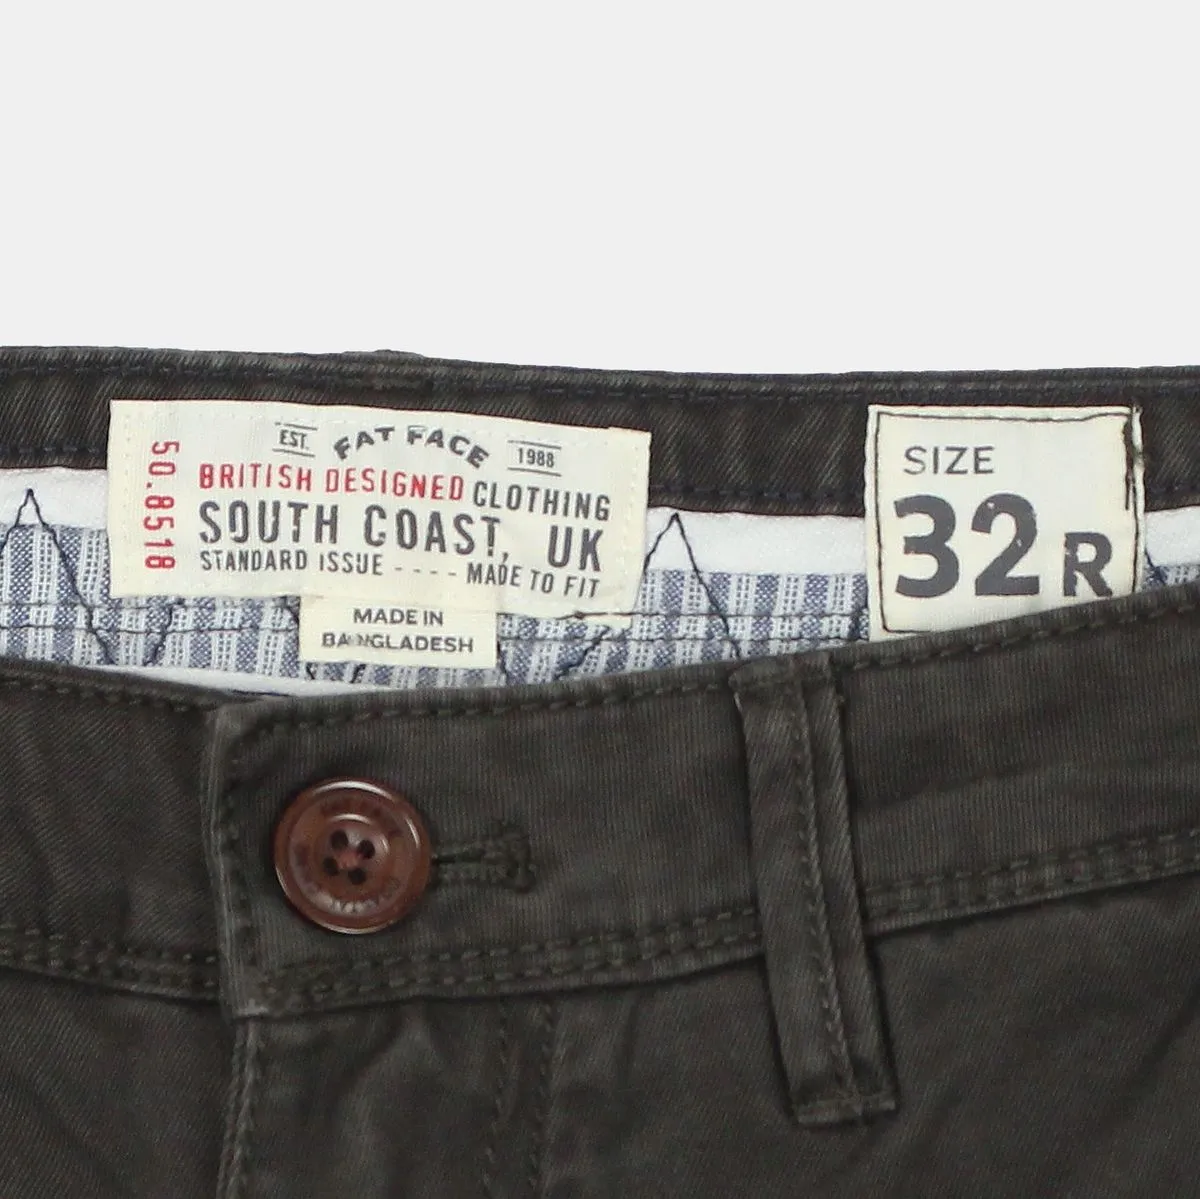 50.8518
EST. FAT FACE 1988
BRITISH DESIGNED CLOTHING
SOUTH COAST, UK
STANDARD ISSUE - - - - MADE TO FIT
MADE IN
BANGLADESH
SIZE
32 R